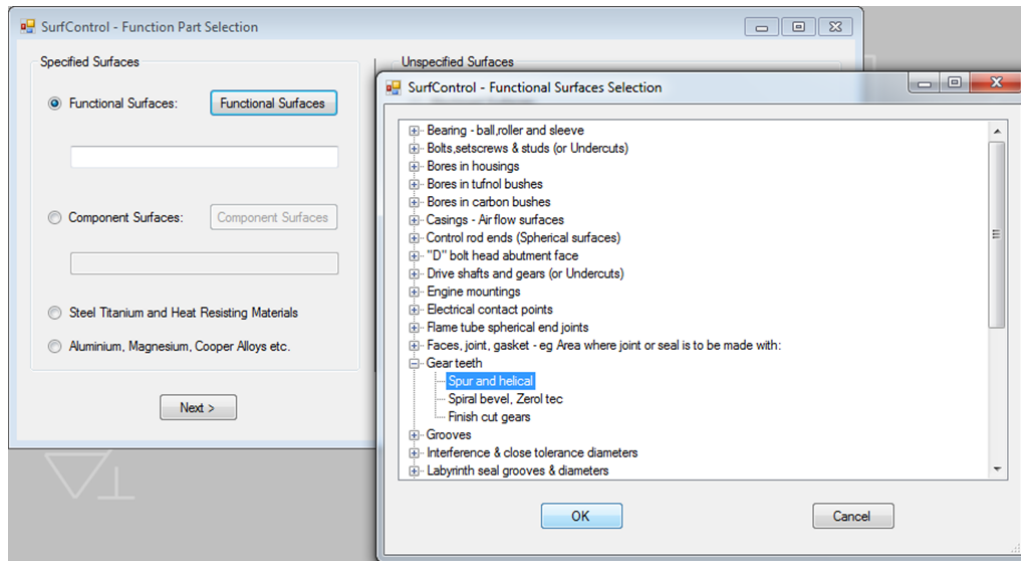 SurfControl - Function Part Selection
Specified Surfaces
Functional Surfaces:
Functional Surfaces
Component Surfaces:
Component Surfaces
Steel Titanium and Heat Resisting Materials
Aluminium, Magnesium, Cooper Alloys etc.
Next >
Unspecified Surfaces
SurfControl - Functional Surfaces Selection
Bearing - ball,roller and sleeve
Bolts,setscrews & studs (or Undercuts)
Bores in housings
Bores in tufnol bushes
Bores in carbon bushes
Casings - Air flow surfaces
Control rod ends (Spherical surfaces)
"D" bolt head abutment face
Drive shafts and gears (or Undercuts)
Engine mountings
Electrical contact points
Flame tube spherical end joints
Faces, joint, gasket - eg Area where joint or seal is to be made with:
Gear teeth
Spur and helical
Spiral bevel, Zerol tec
Finish cut gears
Grooves
Interference & close tolerance diameters
Labyrinth seal grooves & diameters
OK
Cancel